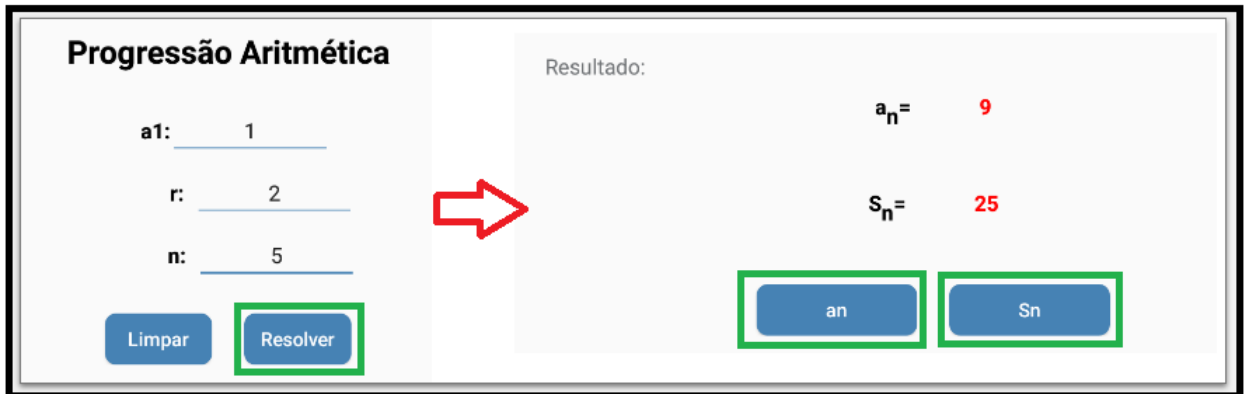 Progressão Aritmética
a1: 1
r: 2
n: 5
Limpar Resolver
Resultado:
an= 9
Sn= 25
an Sn